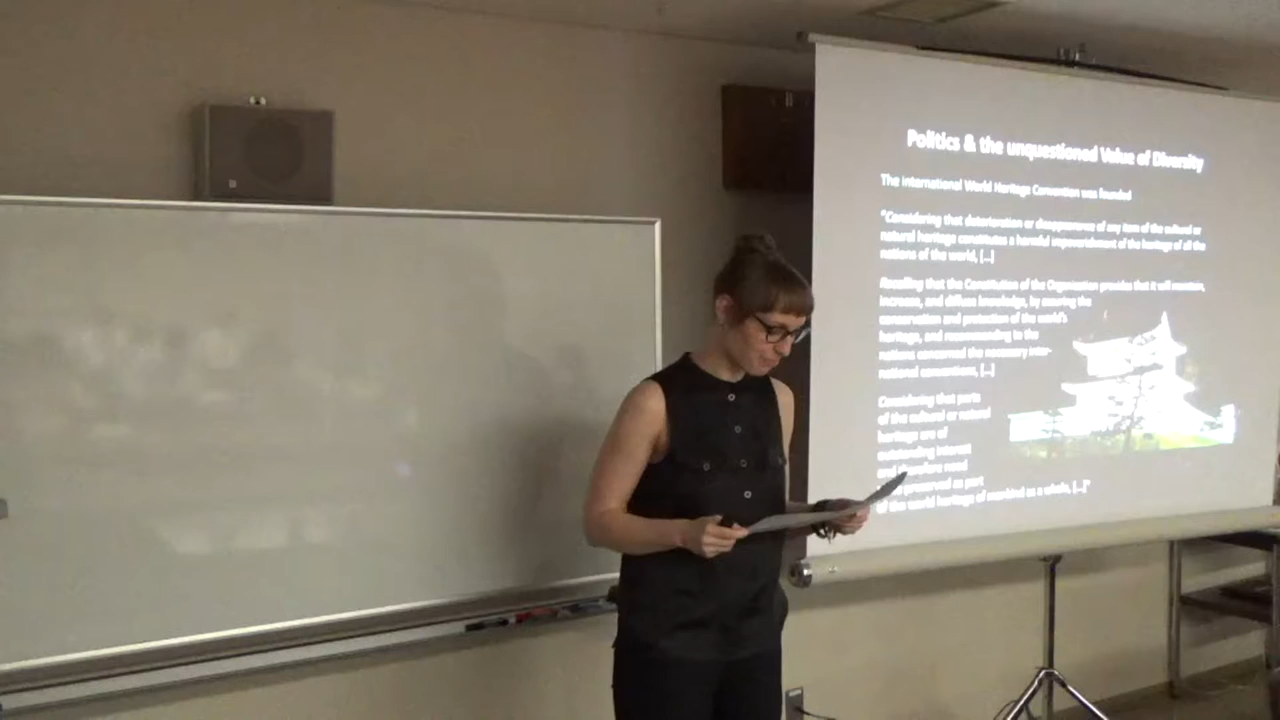 Politics & the unquestioned Value of Diversity
The International World Heritage Convention was founded
"Considering that deterioration or disappearance of any item of the cultural or
natural heritage constitutes a harmful impoverishment of the heritage of all the
nations of the world, [...]
Recalling that the Constitution of the Organisation provides that it will maintain,
increase, and diffuse knowledge, by assuring the
conservation and protection of the world's
heritage, and recommending to the
nations concerned the necessary inter-
national conventions, [...]
Considering that parts
of the cultural or natural
heritage are of
outstanding interest
and therefore need
be preserved as part
of the world heritage of mankind as a whole, [...]"